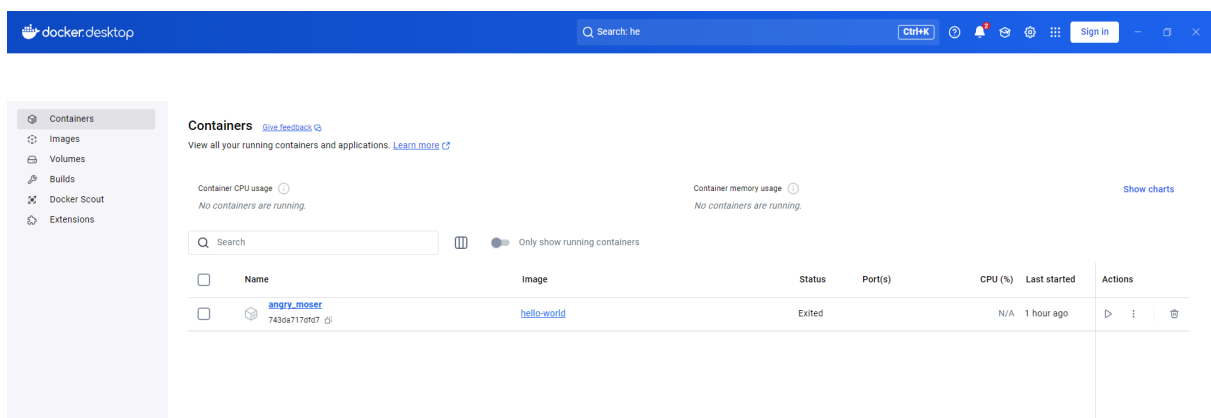 docker.desktop Search: he Ctrl+K 2 Sign in
Containers
Images
Volumes
Builds
Docker Scout
Extensions
Containers Give feedback
View all your running containers and applications. Learn more
Container CPU usage Container memory usage Show charts
No containers are running. No containers are running.
Search Only show running containers
Name Image Status Port(s) CPU (%) Last started Actions
angry_moser
hello-world Exited N/A 1 hour ago
743da717dfd7